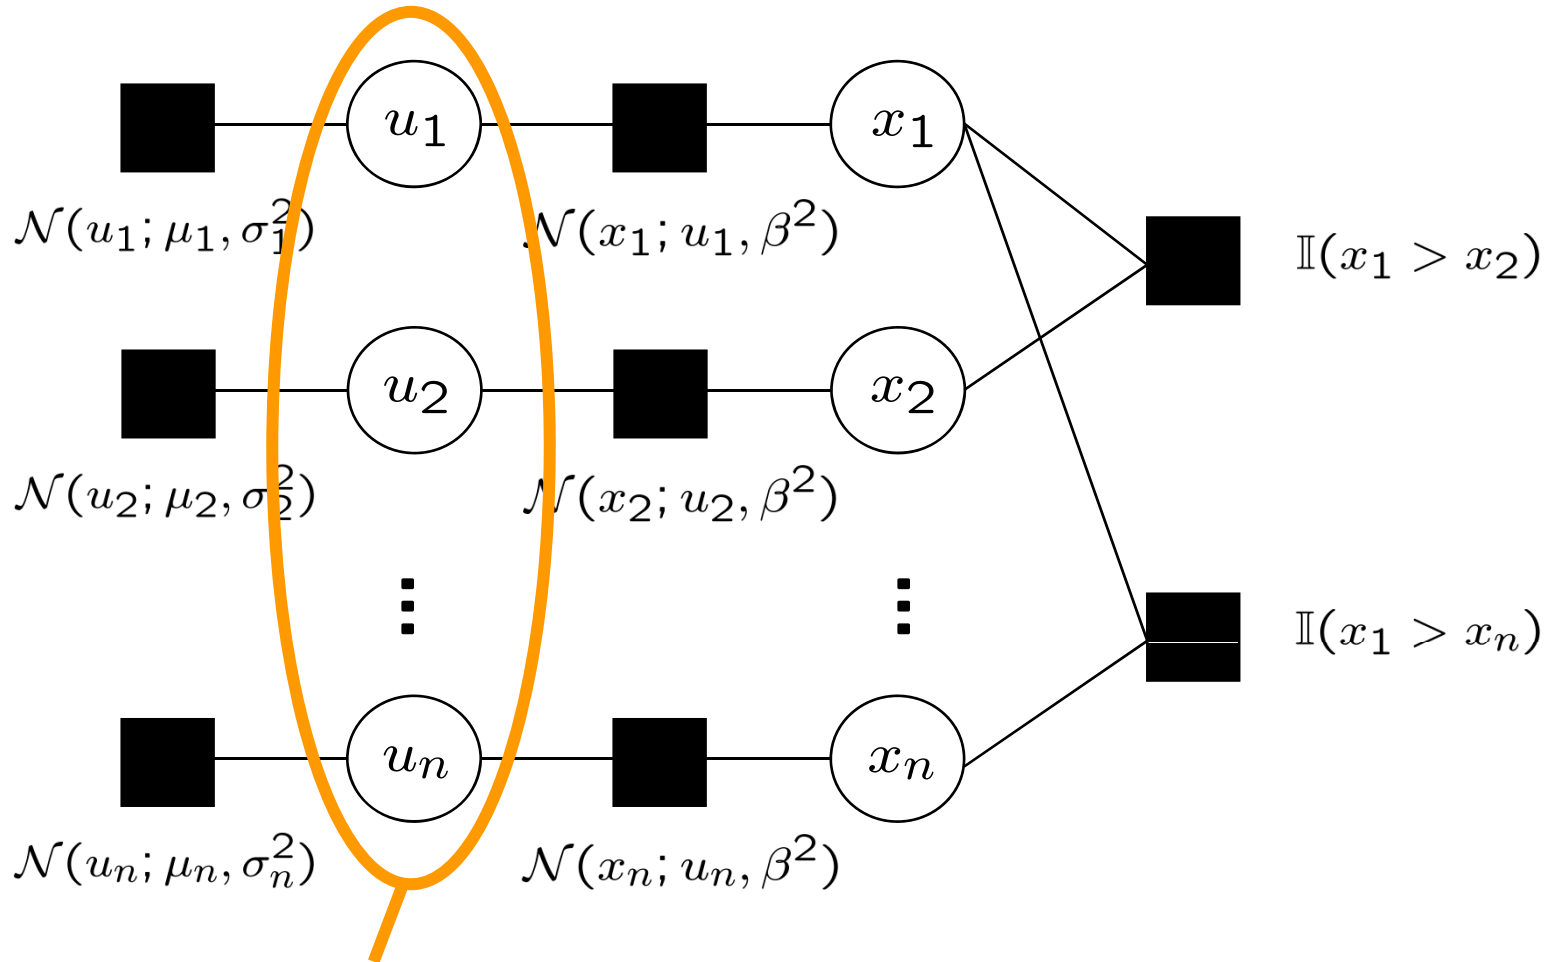 u₁ x₁
𝒩(u₁; μ₁, σ₁²) 𝒩(x₁; u₁, β²) 𝕀(x₁ > x₂)
u₂ x₂
𝒩(u₂; μ₂, σ₂²) 𝒩(x₂; u₂, β²)
⋮ ⋮
𝕀(x₁ > xₙ)
uₙ xₙ
𝒩(uₙ; μₙ, σₙ²) 𝒩(xₙ; uₙ, β²)